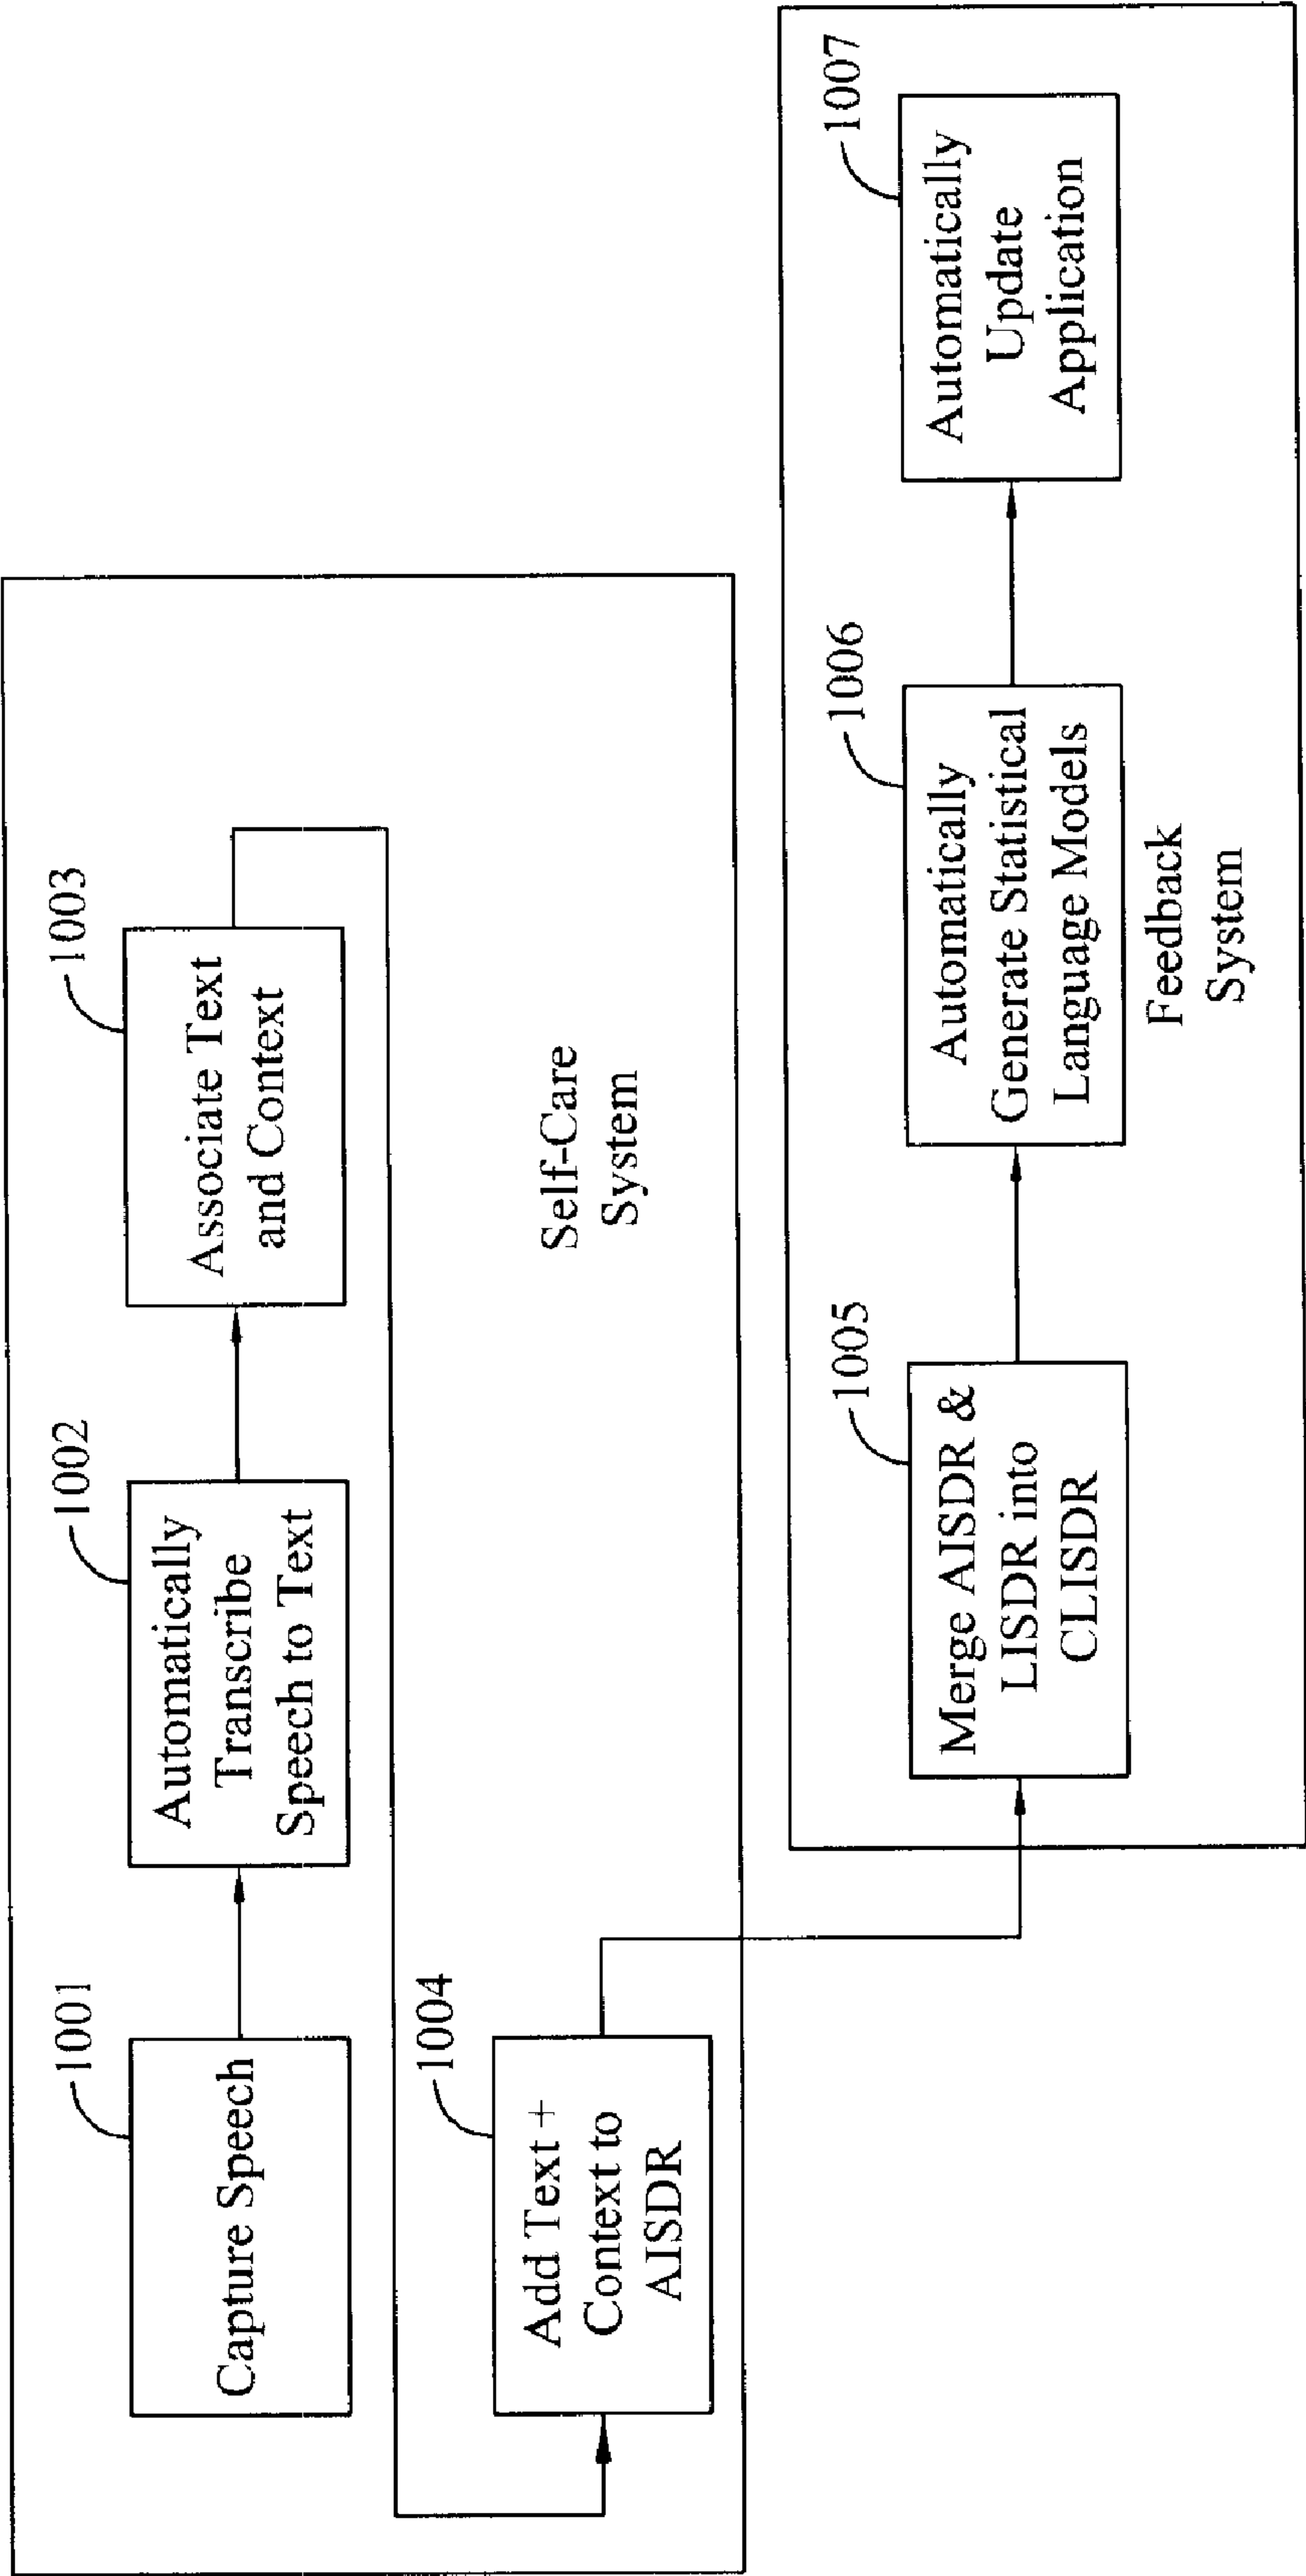 1001
Capture Speech
1002
Automatically
Transcribe
Speech to Text
1003
Associate Text
and Context
1004
Add Text +
Context to
AISDR
Self-Care
System
1005
Merge AISDR &
LISDR into
CLISDR
1006
Automatically
Generate Statistical
Language Models
1007
Automatically
Update
Application
Feedback
System